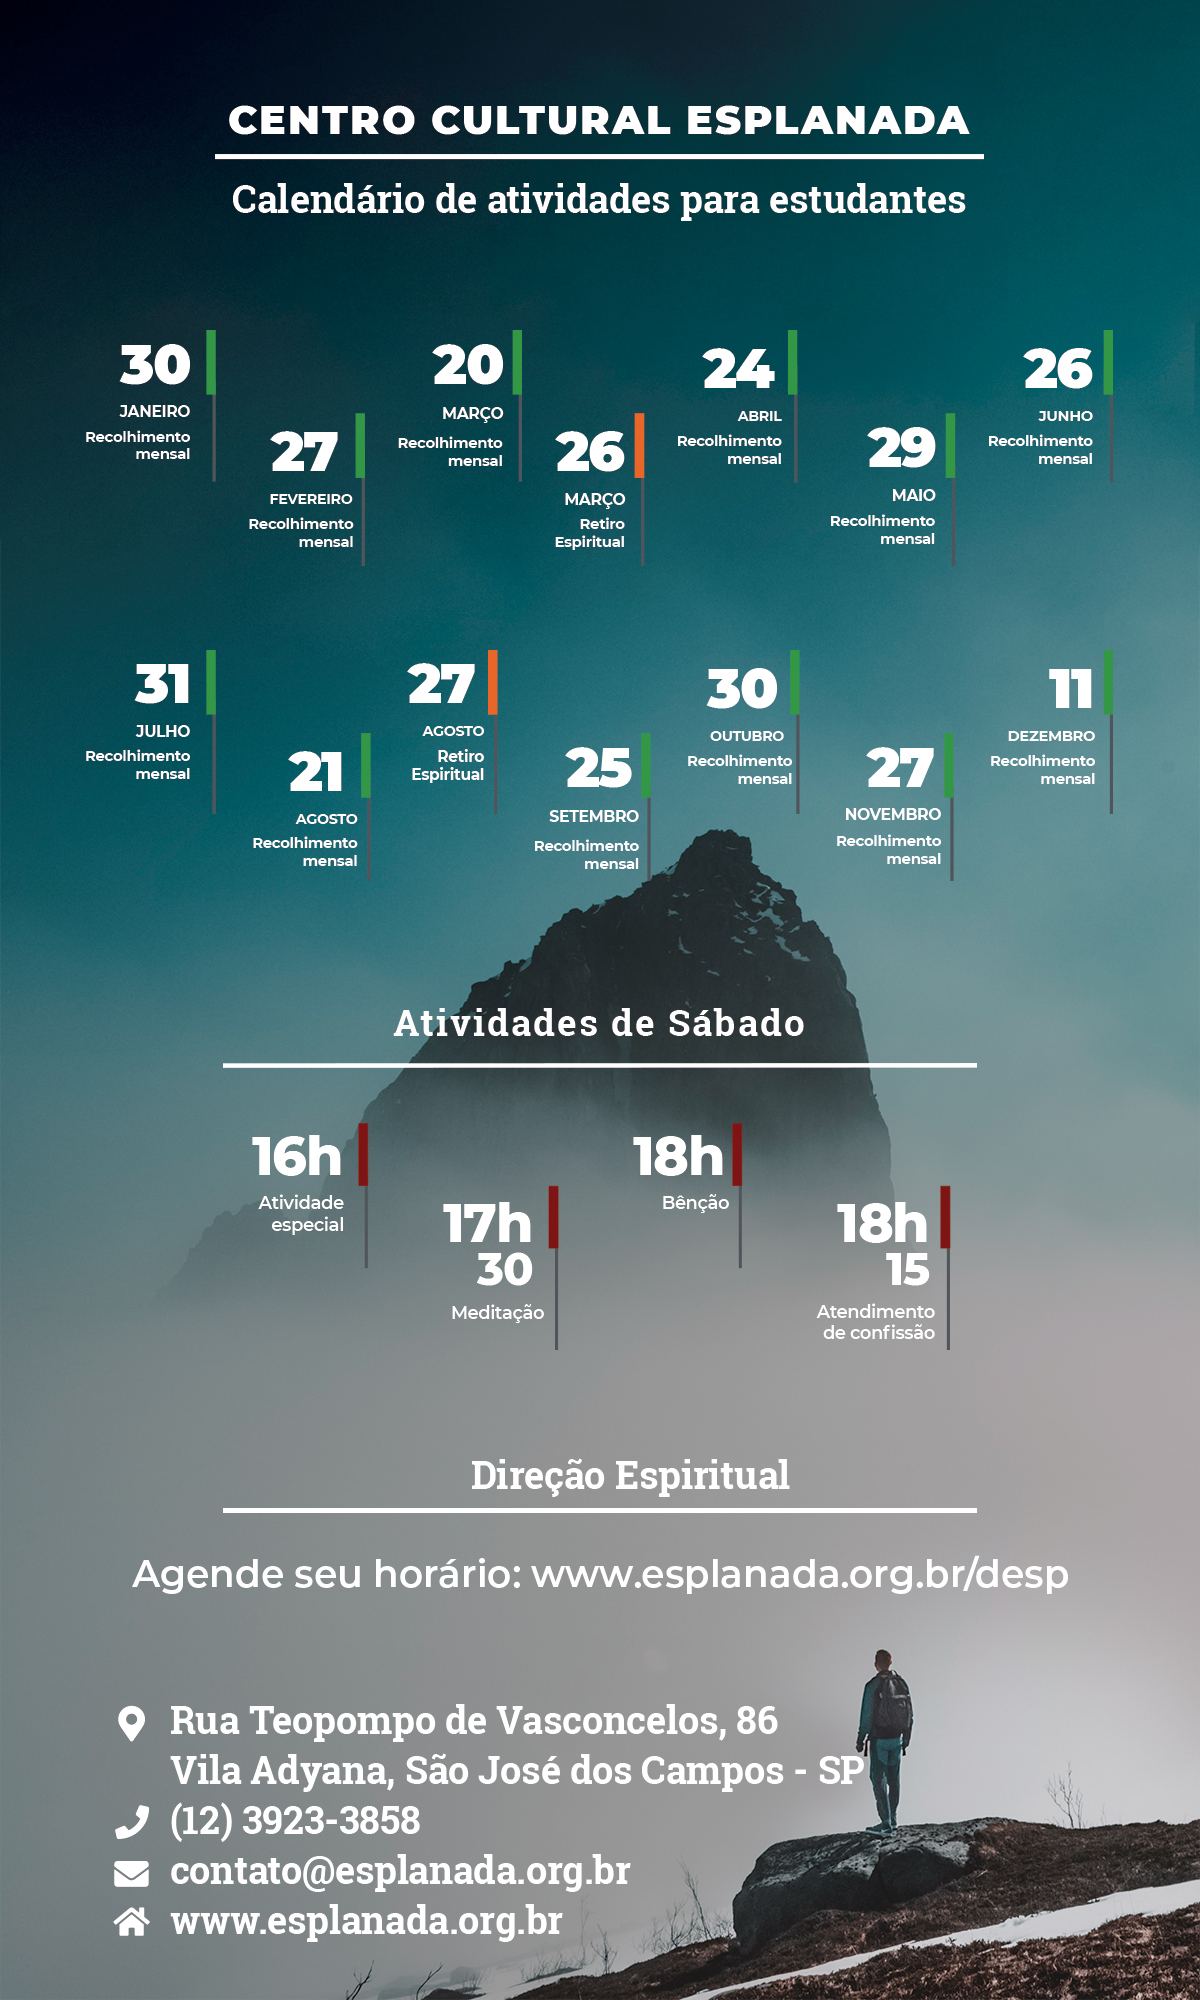 CENTRO CULTURAL ESPLANADA
Calendário de atividades para estudantes
30
JANEIRO
Recolhimento
mensal
27
FEVEREIRO
Recolhimento
mensal
20
MARÇO
Recolhimento
mensal
26
MARÇO
Retiro
Espiritual
24
ABRIL
Recolhimento
mensal
29
MAIO
Recolhimento
mensal
26
JUNHO
Recolhimento
mensal
31
JULHO
Recolhimento
mensal
21
AGOSTO
Recolhimento
mensal
27
AGOSTO
Retiro
Espiritual
25
SETEMBRO
Recolhimento
mensal
30
OUTUBRO
Recolhimento
mensal
27
NOVEMBRO
Recolhimento
mensal
11
DEZEMBRO
Recolhimento
mensal
Atividades de Sábado
16h
Atividade
especial
17h
30
Meditação
18h
Bênção
18h
15
Atendimento
de confissão
Direção Espiritual
Agende seu horário: www.esplanada.org.br/desp
Rua Teopompo de Vasconcelos, 86
Vila Adyana, São José dos Campos - SP
(12) 3923-3858
contato@esplanada.org.br
www.esplanada.org.br